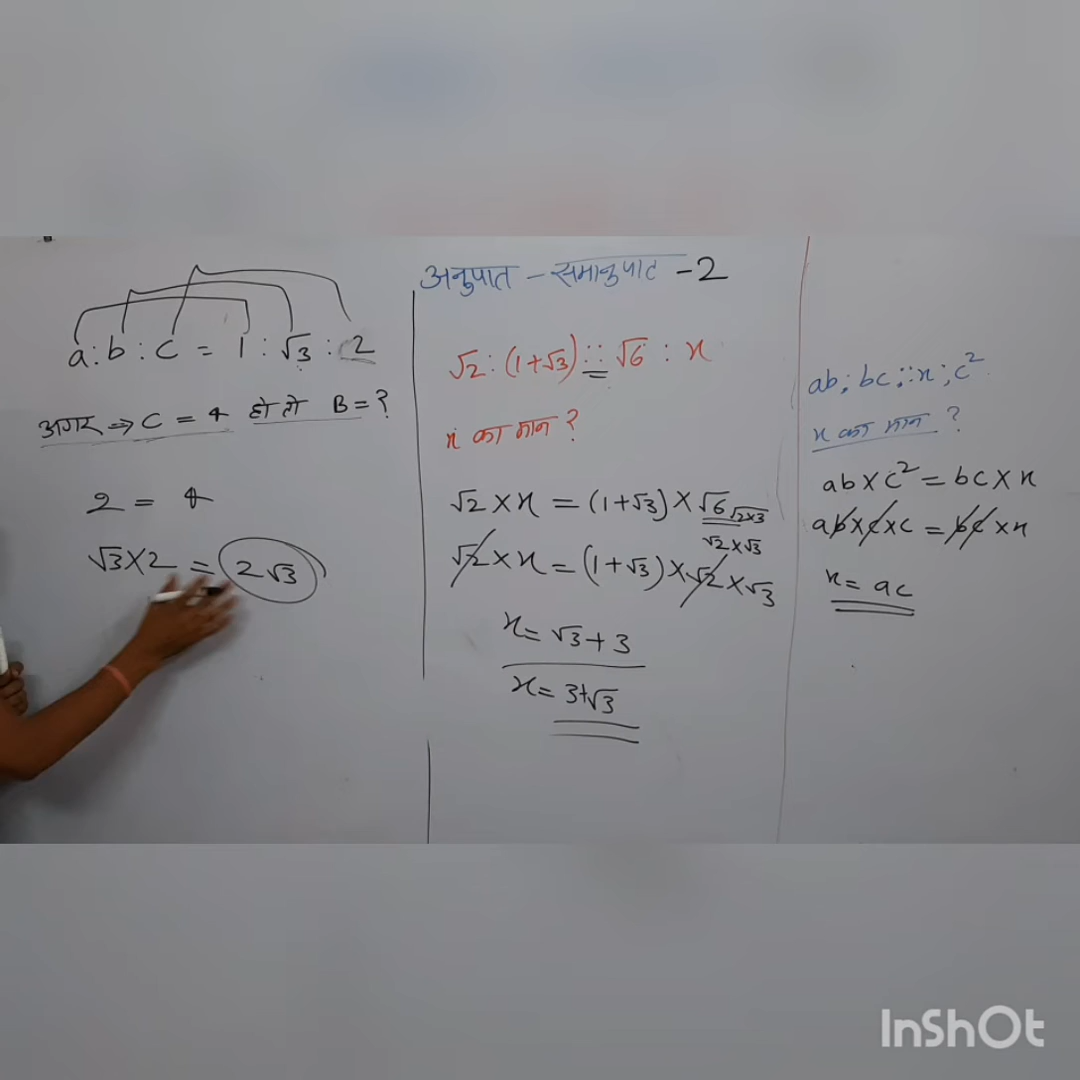 अनुपात – समानुपाट -2
a : b : c = 1 : √3 : 2
अगर ⇒ C = 4 हो तो B = ?
2 = 4
√3 × 2 = 2√3
√2 : (1+√3) :: √6 : x
x का मान ?
√2 × x = (1+√3) × √6 √2×3
√2 × √3
√2 × x = (1+√3) × √2 × √3
x = √3 + 3
x = 3+√3
ab : bc :: x : c²
x का मान ?
ab × c² = bc × x
ab × c × c = bc × x
x = ac
InShOt